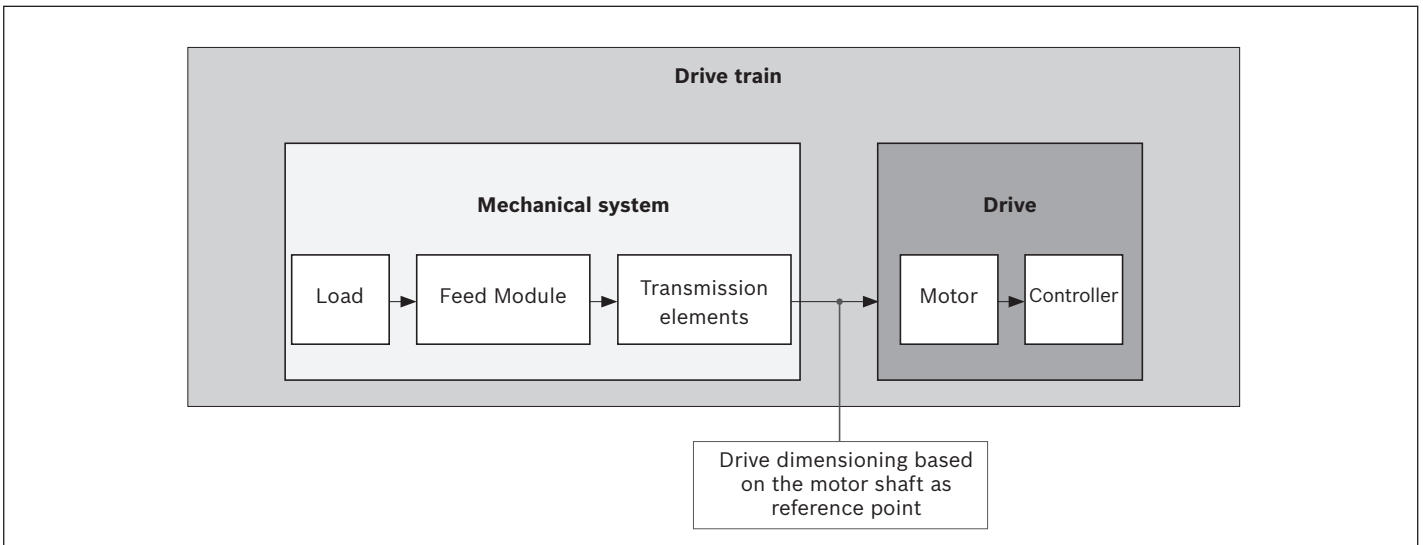 Drive train
Mechanical system
Drive
Load
Feed Module
Transmission
elements
Motor
Controller
Drive dimensioning based
on the motor shaft as
reference point